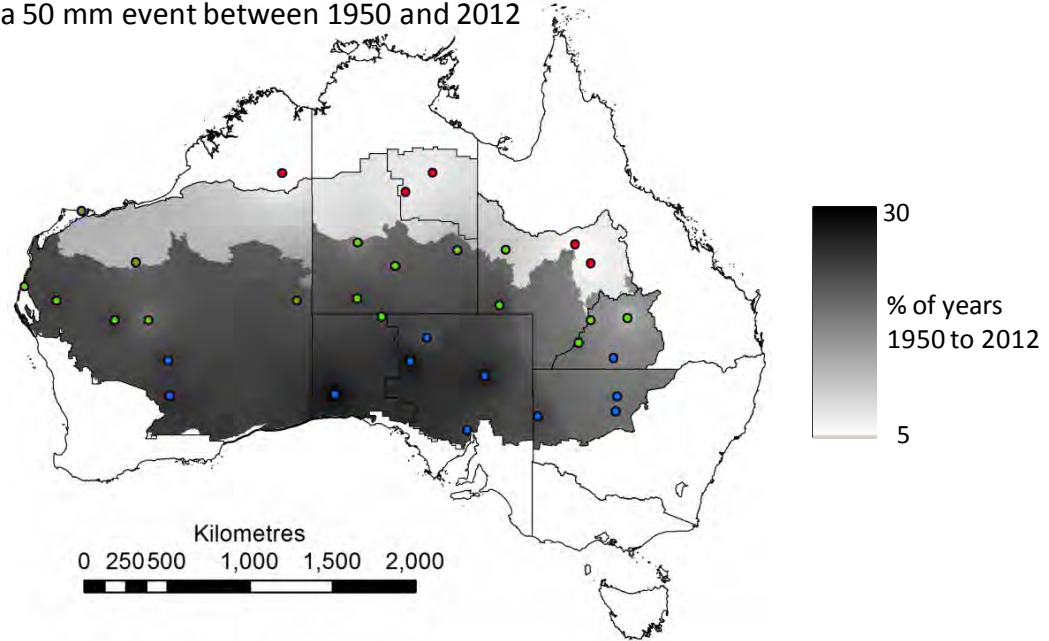 a 50 mm event between 1950 and 2012
30
% of years
1950 to 2012
5
Kilometres
0 250 500 1,000 1,500 2,000